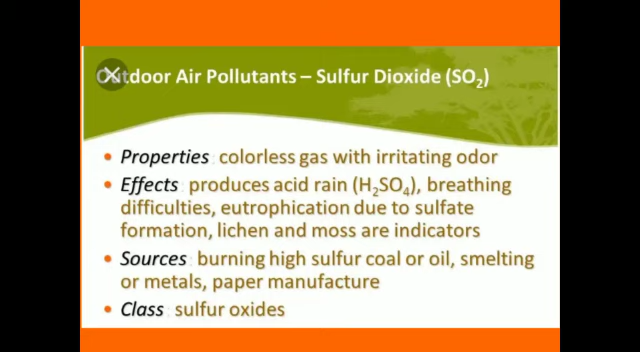 Outdoor Air Pollutants – Sulfur Dioxide (SO₂)
• Properties: colorless gas with irritating odor
• Effects: produces acid rain (H₂SO₄), breathing
difficulties, eutrophication due to sulfate
formation, lichen and moss are indicators
• Sources: burning high sulfur coal or oil, smelting
or metals, paper manufacture
• Class: sulfur oxides